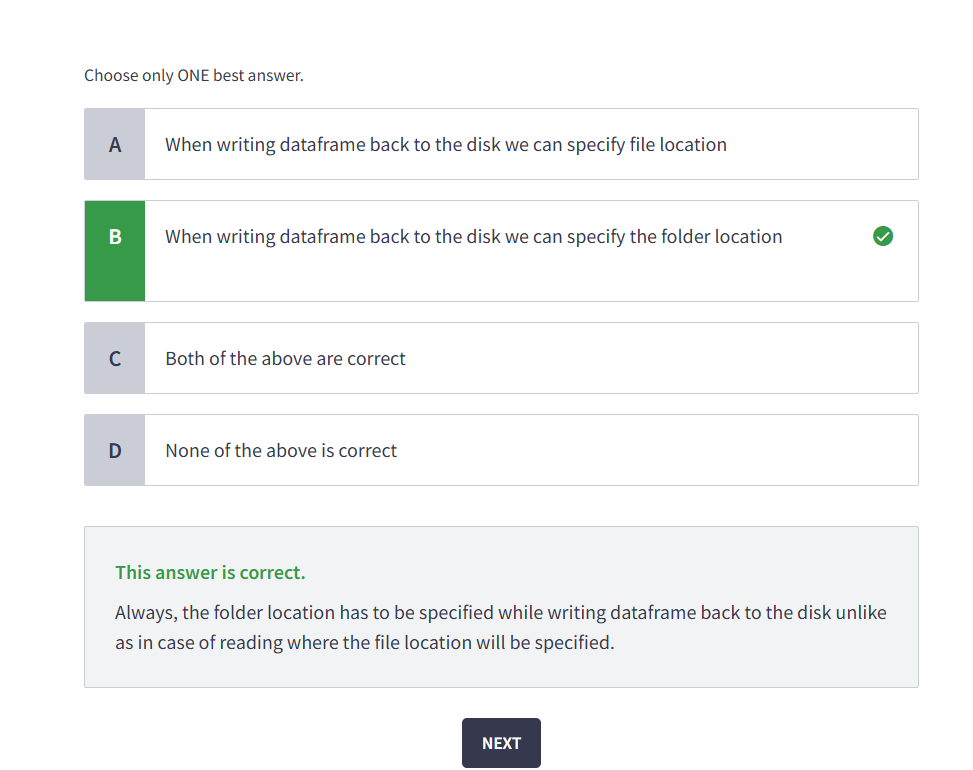 Choose only ONE best answer.
A
When writing dataframe back to the disk we can specify file location
B
When writing dataframe back to the disk we can specify the folder location
C
Both of the above are correct
D
None of the above is correct
This answer is correct.
Always, the folder location has to be specified while writing dataframe back to the disk unlike
as in case of reading where the file location will be specified.
NEXT